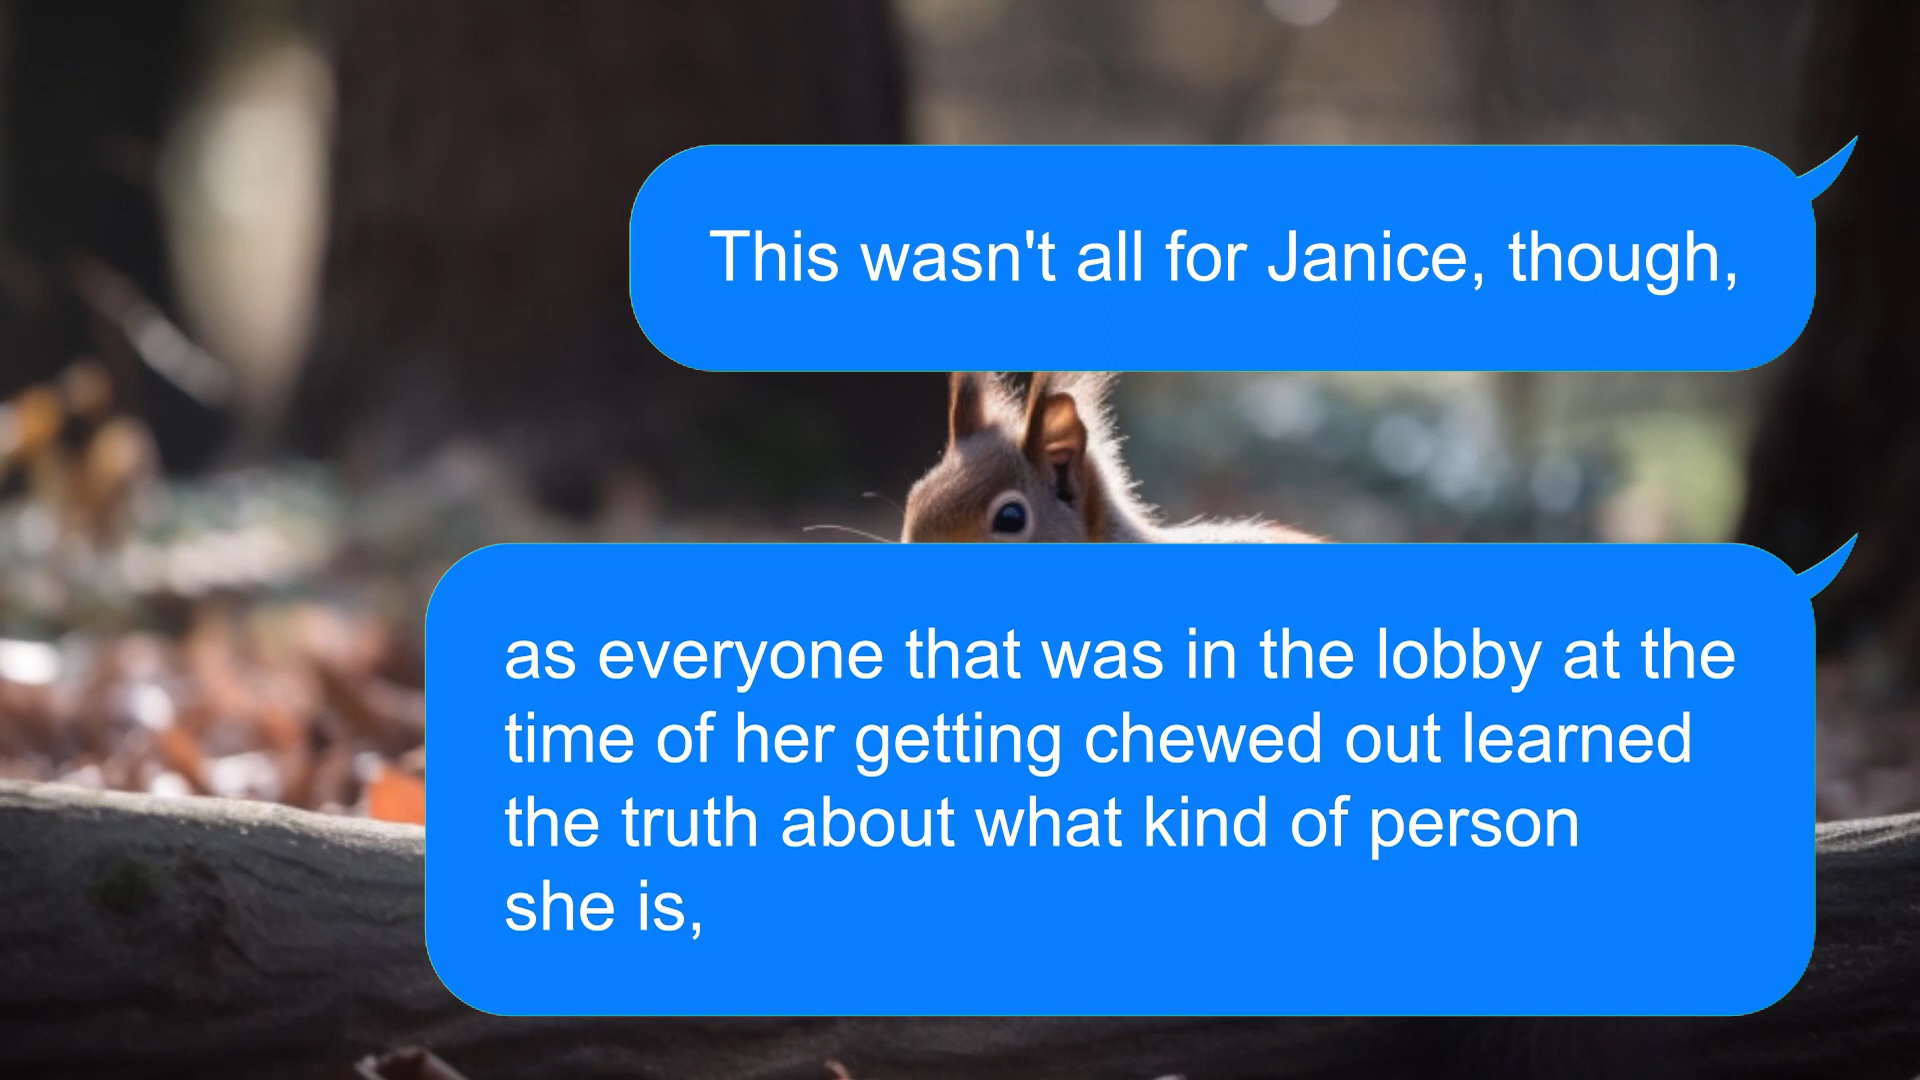 This wasn't all for Janice, though,
as everyone that was in the lobby at the
time of her getting chewed out learned
the truth about what kind of person
she is,